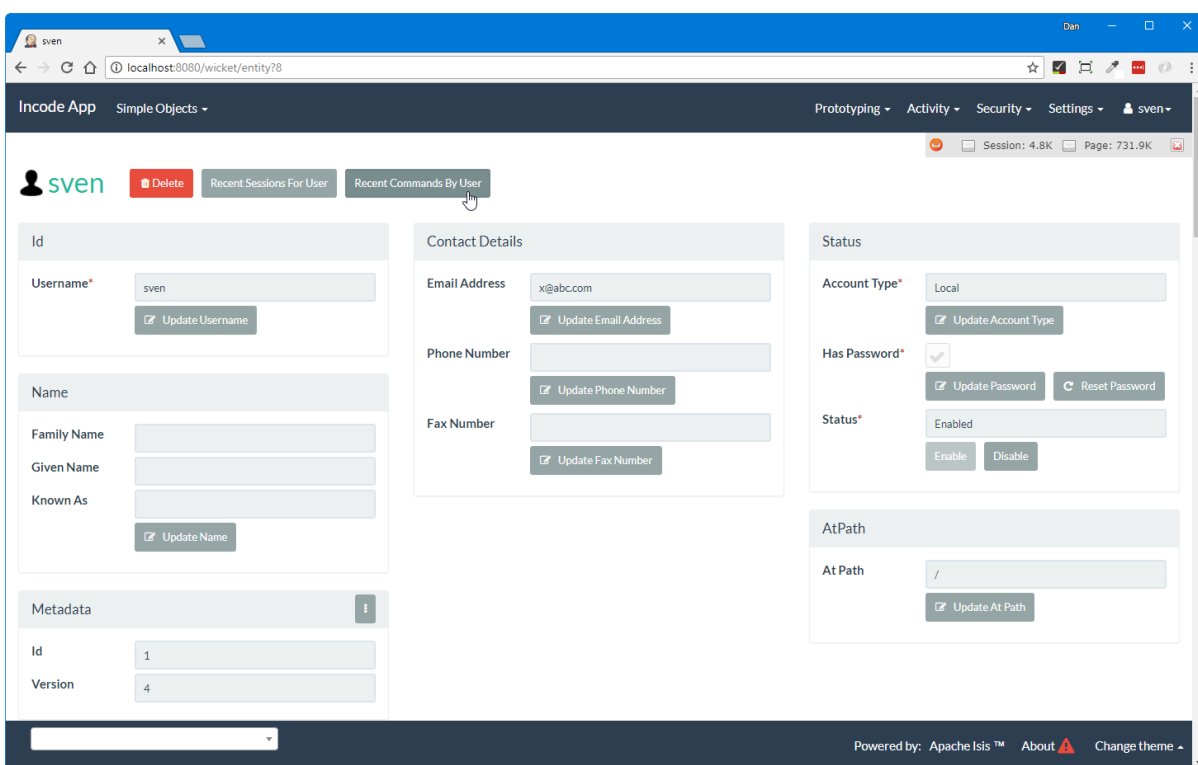 Dan
sven
localhost:8080/wicket/entity?8
Incode App Simple Objects Prototyping Activity Security Settings sven
Session: 4.8K Page: 731.9K
sven Delete Recent Sessions For User Recent Commands By User
Id
Username*
sven
Update Username
Name
Family Name
Given Name
Known As
Update Name
Metadata
Id
1
Version
4
Contact Details
Email Address
x@abc.com
Update Email Address
Phone Number
Update Phone Number
Fax Number
Update Fax Number
Status
Account Type*
Local
Update Account Type
Has Password*
Update Password Reset Password
Status*
Enabled
Enable Disable
AtPath
At Path
/
Update At Path
Powered by: Apache Isis ™ About Change theme